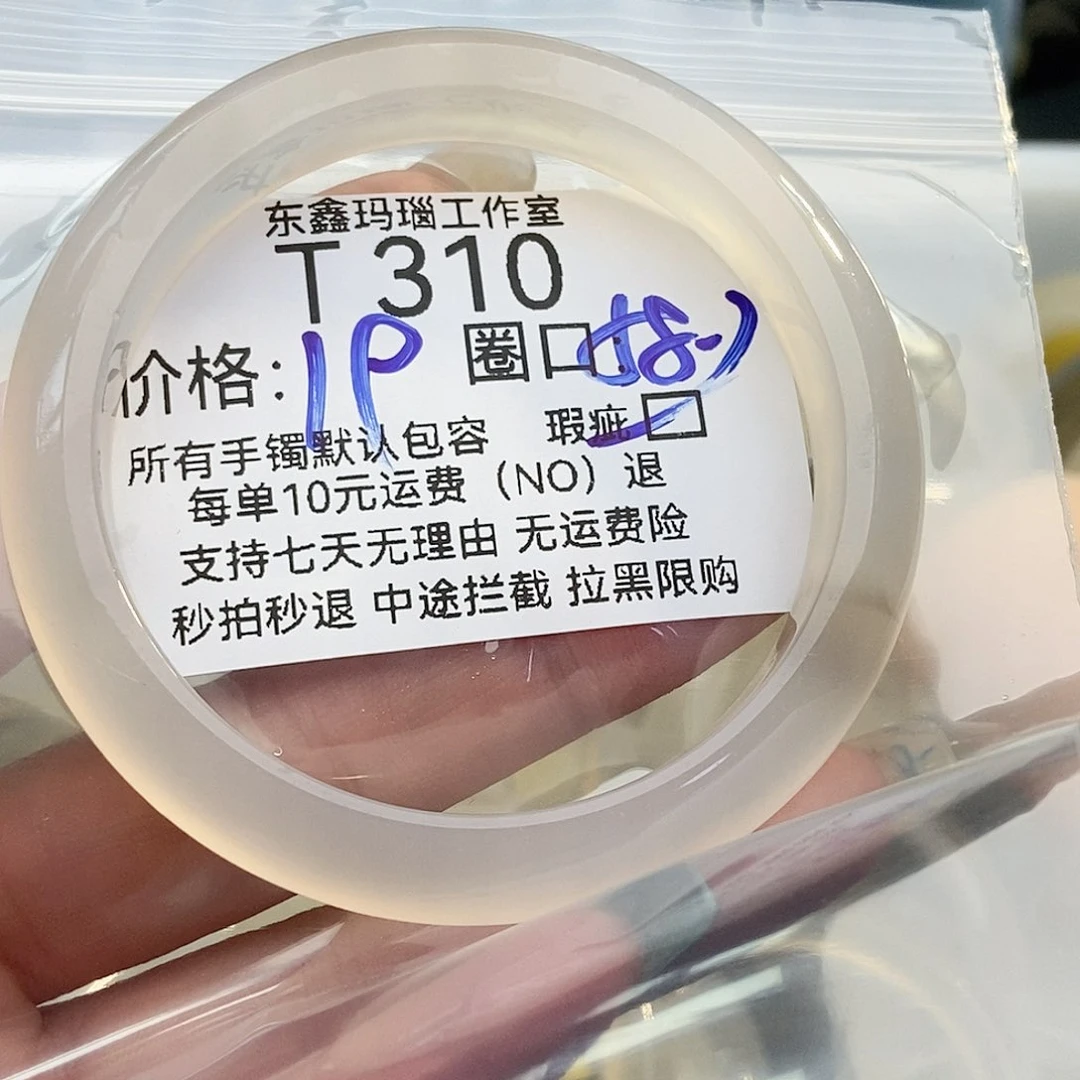 东鑫玛瑙工作室
T 310
价格: 1P 圈口: 58-)
所有手镯默认包容 瑕疵
每单10元运费（NO）退
支持七天无理由 无运费险
秒拍秒退 中途拦截 拉黑限购